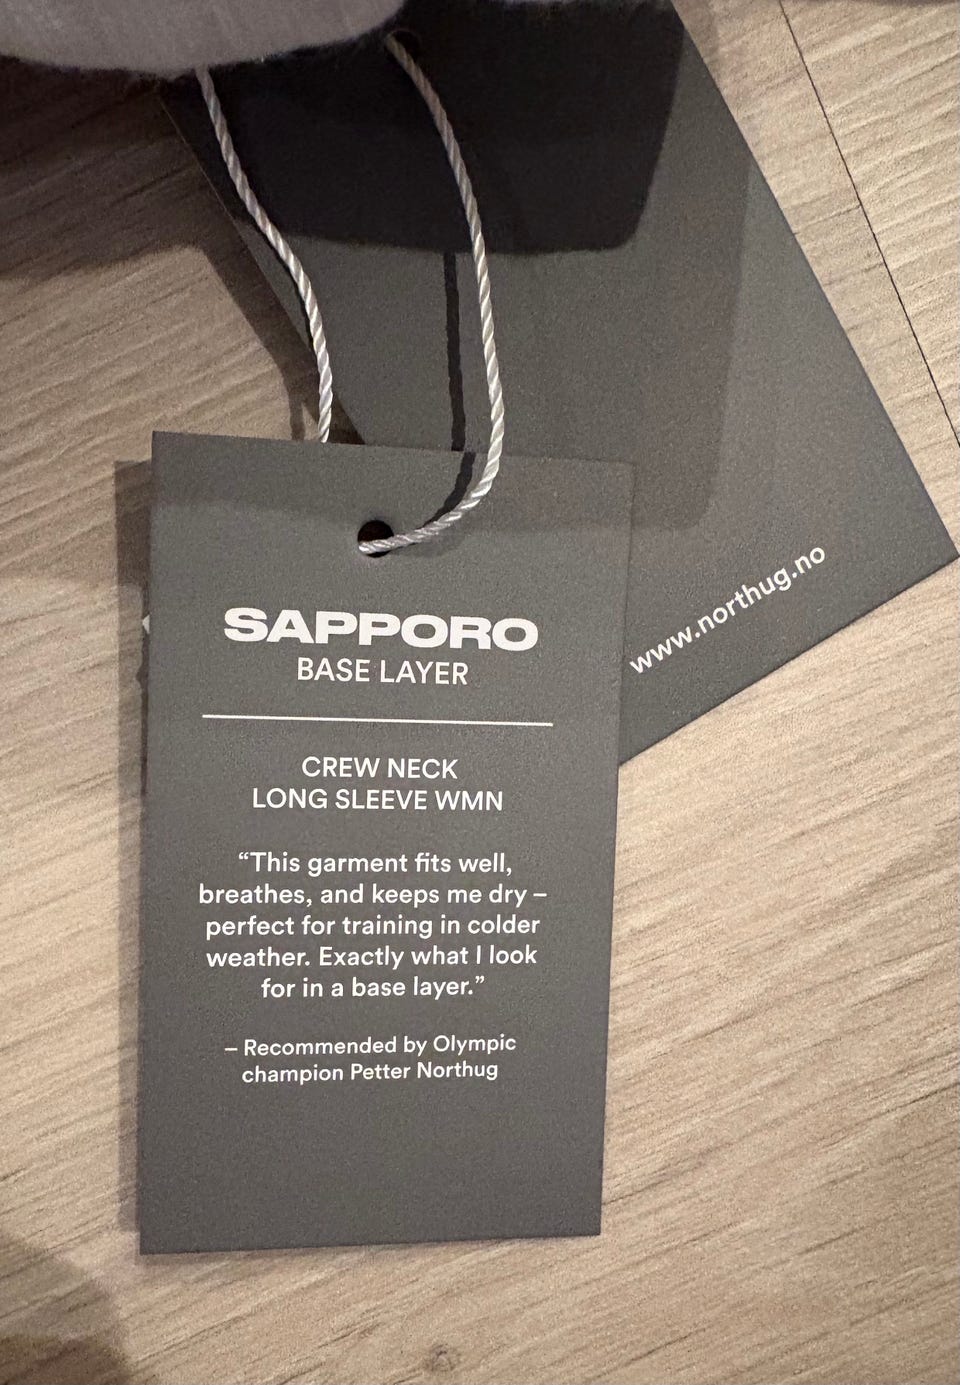 SAPPORO
BASE LAYER
CREW NECK
LONG SLEEVE WMN
“This garment fits well,
breathes, and keeps me dry –
perfect for training in colder
weather. Exactly what I look
for in a base layer.”
– Recommended by Olympic
champion Petter Northug
www.northug.no